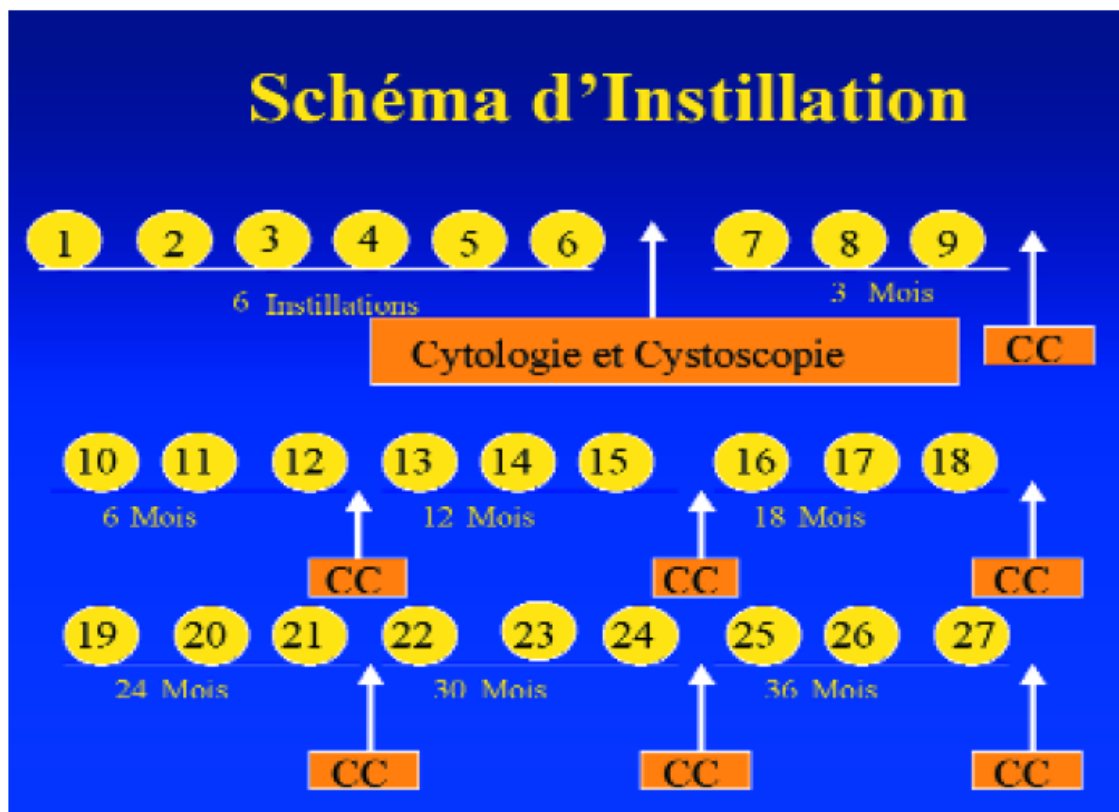 Schéma d'Instillation
1 2 3 4 5 6 7 8 9
6 Instillations 3 Mois
Cytologie et Cystoscopie CC
10 11 12 13 14 15 16 17 18
6 Mois 12 Mois 18 Mois
CC CC CC
19 20 21 22 23 24 25 26 27
24 Mois 30 Mois 36 Mois
CC CC CC